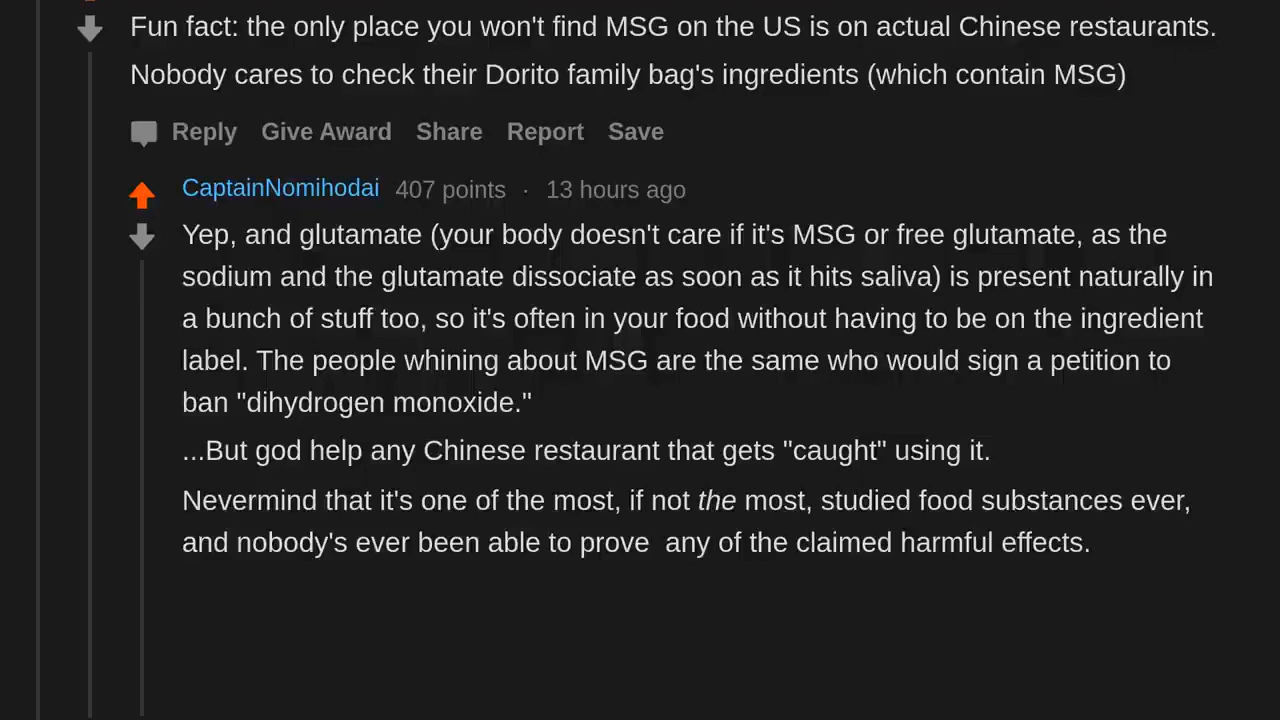 Fun fact: the only place you won't find MSG on the US is on actual Chinese restaurants.
Nobody cares to check their Dorito family bag's ingredients (which contain MSG)
Reply Give Award Share Report Save
CaptainNomihodai 407 points · 13 hours ago
Yep, and glutamate (your body doesn't care if it's MSG or free glutamate, as the
sodium and the glutamate dissociate as soon as it hits saliva) is present naturally in
a bunch of stuff too, so it's often in your food without having to be on the ingredient
label. The people whining about MSG are the same who would sign a petition to
ban "dihydrogen monoxide."
...But god help any Chinese restaurant that gets "caught" using it.
Nevermind that it's one of the most, if not the most, studied food substances ever,
and nobody's ever been able to prove  any of the claimed harmful effects.